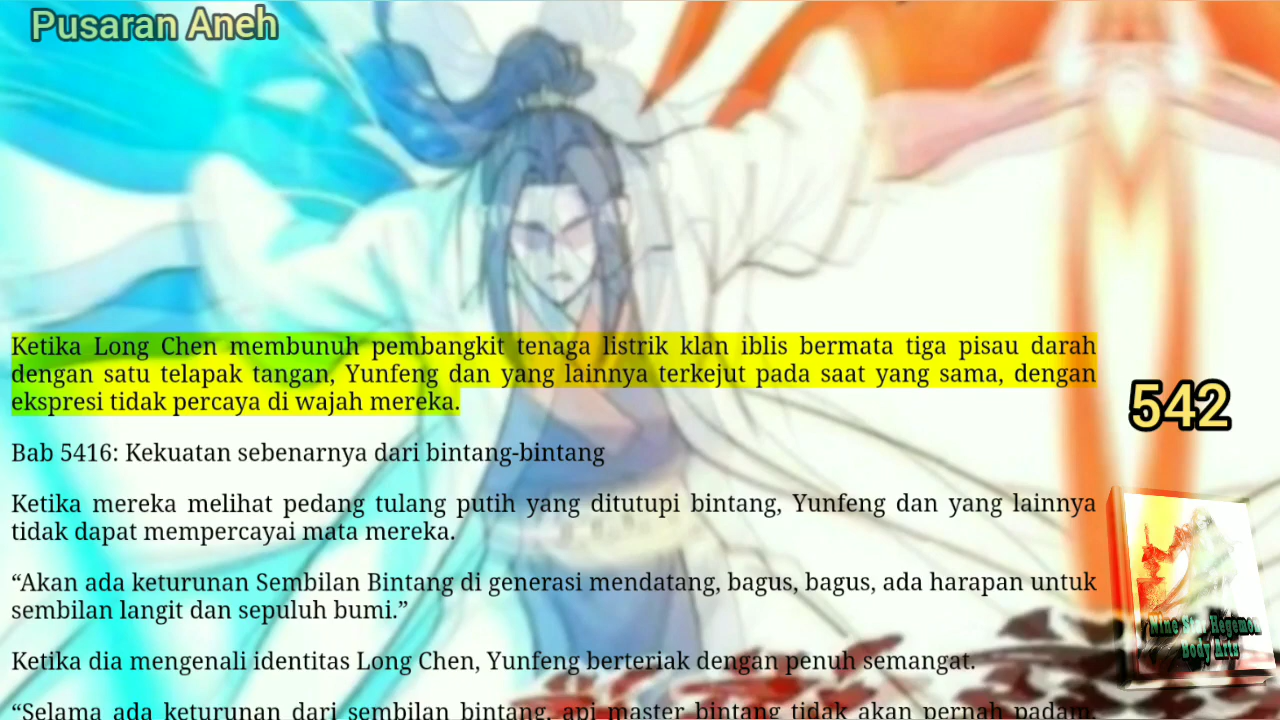 Pusaran Aneh
Ketika Long Chen membunuh pembangkit tenaga listrik klan iblis bermata tiga pisau darah
dengan satu telapak tangan, Yunfeng dan yang lainnya terkejut pada saat yang sama, dengan
ekspresi tidak percaya di wajah mereka.
542
Bab 5416: Kekuatan sebenarnya dari bintang-bintang
Ketika mereka melihat pedang tulang putih yang ditutupi bintang, Yunfeng dan yang lainnya
tidak dapat mempercayai mata mereka.
“Akan ada keturunan Sembilan Bintang di generasi mendatang, bagus, bagus, ada harapan untuk
sembilan langit dan sepuluh bumi.”
Nine Star Hegemon
Body Arts
Ketika dia mengenali identitas Long Chen, Yunfeng berteriak dengan penuh semangat.
“Selama ada keturunan dari sembilan bintang, api master bintang tidak akan pernah padam,